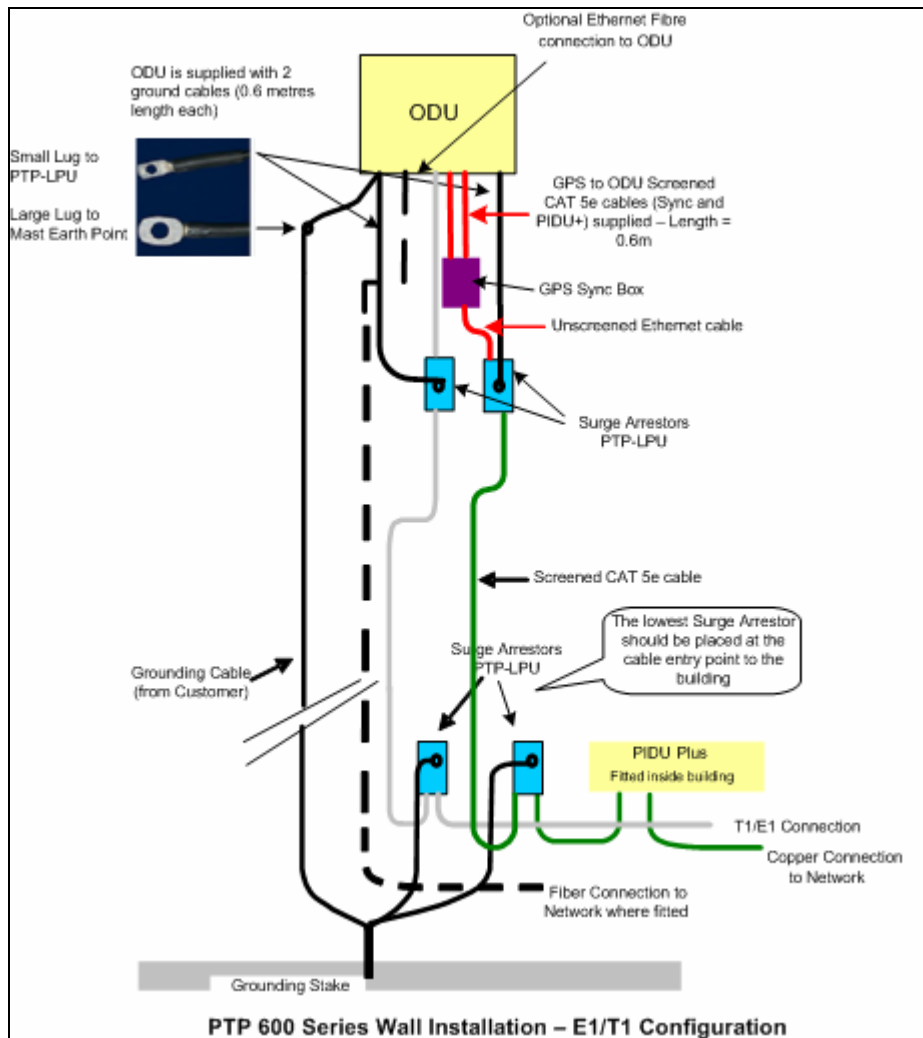 Optional Ethernet Fibre
connection to ODU
ODU is supplied with 2
ground cables (0.6 metres
length each)
ODU
Small Lug to
PTP-LPU
Large Lug to
Mast Earth Point
GPS to ODU Screened
CAT 5e cables (Sync and
PIDU+) supplied – Length =
0.6m
GPS Sync Box
Unscreened Ethernet cable
Surge Arrestors
PTP-LPU
Screened CAT 5e cable
The lowest Surge Arrestor
should be placed at the
cable entry point to the
building
Surge Arrestors
PTP-LPU
Grounding Cable
(from Customer)
PIDU Plus
Fitted inside building
T1/E1 Connection
Copper Connection
to Network
Fiber Connection to
Network where fitted
Grounding Stake
PTP 600 Series Wall Installation – E1/T1 Configuration